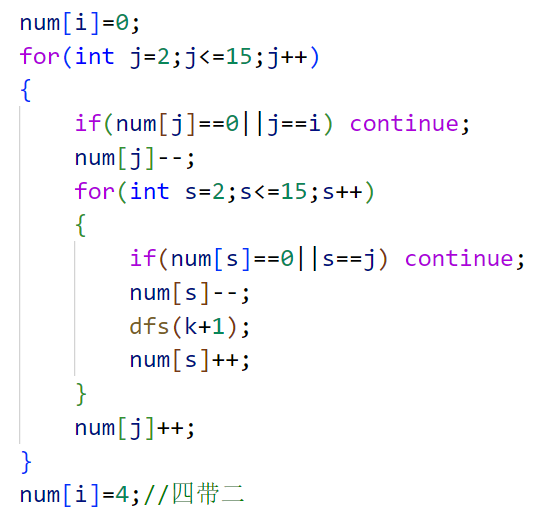 num[i]=0;
for(int j=2;j<=15;j++)
{
    if(num[j]==0||j==i) continue;
    num[j]--;
    for(int s=2;s<=15;s++)
    {
        if(num[s]==0||s==j) continue;
        num[s]--;
        dfs(k+1);
        num[s]++;
    }
    num[j]++;
}
num[i]=4;//四带二